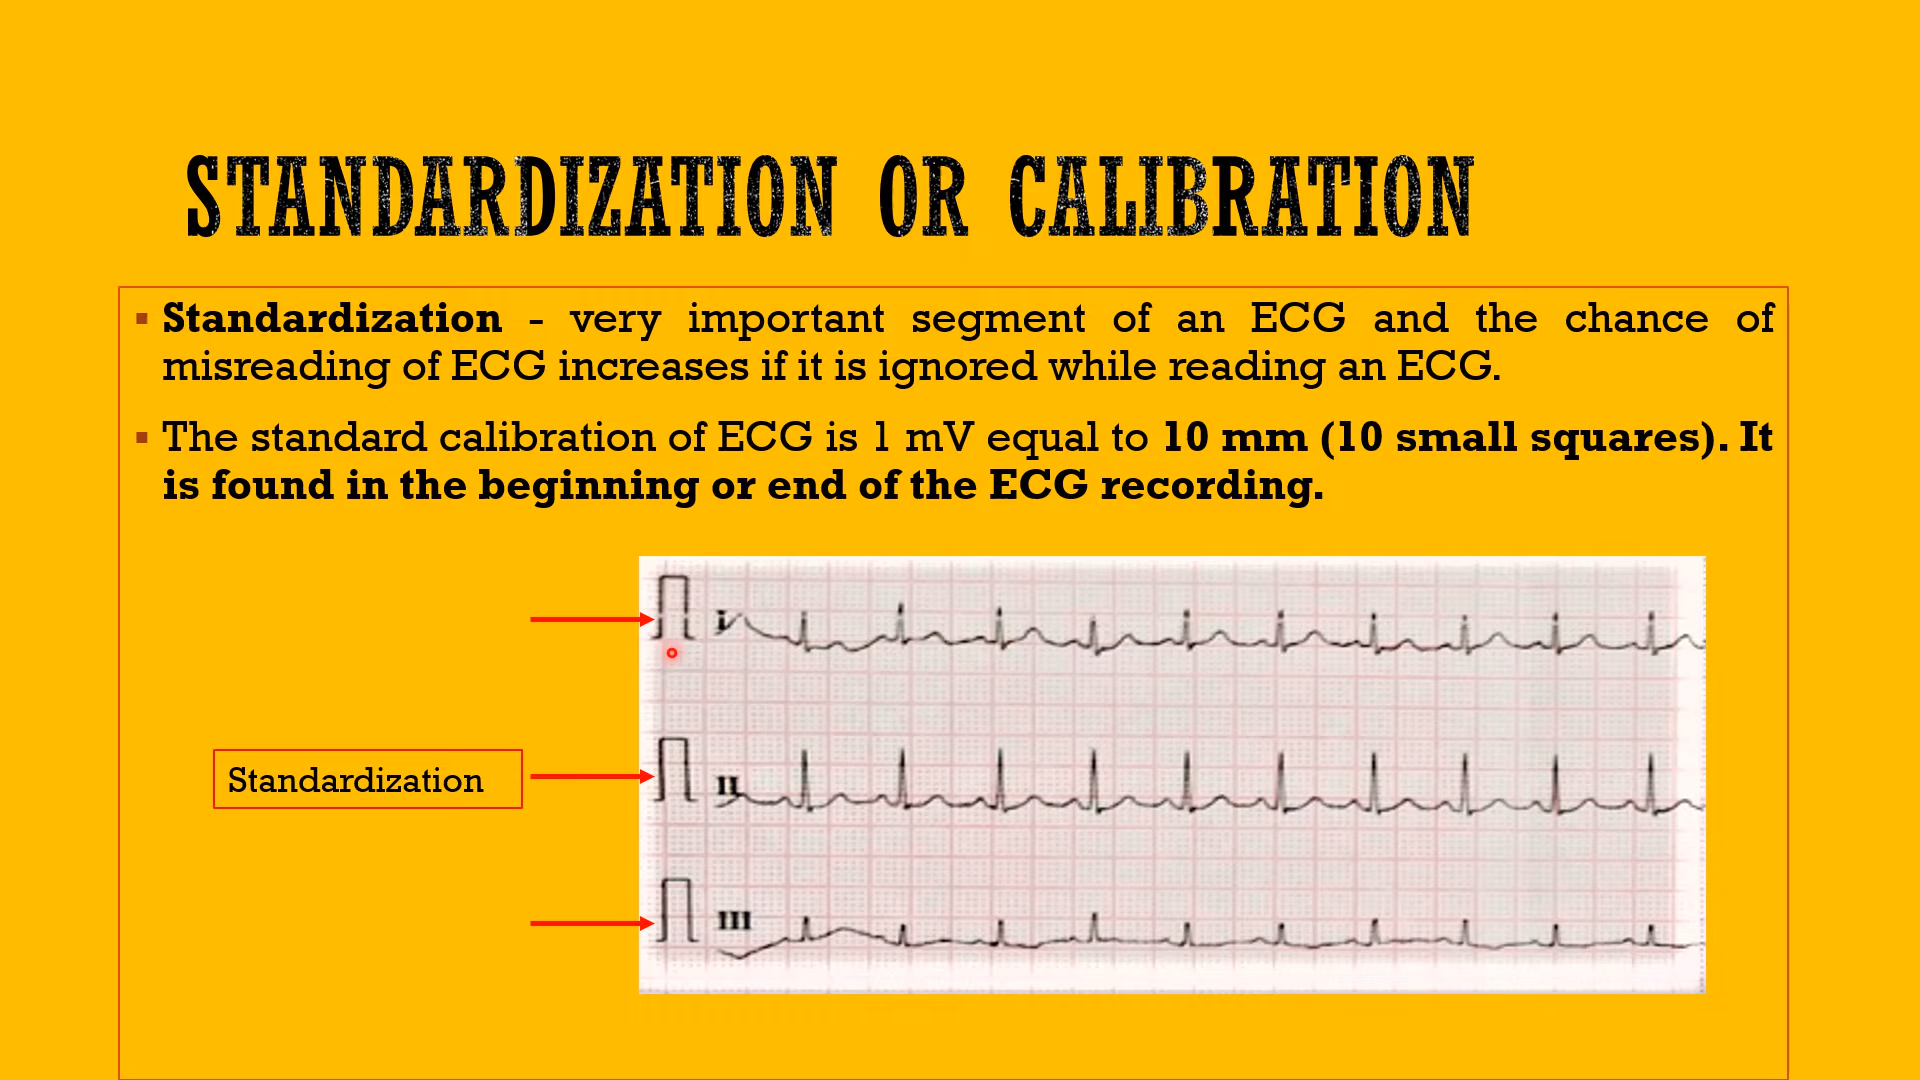 STANDARDIZATION OR CALIBRATION
▪ Standardization - very important segment of an ECG and the chance of
misreading of ECG increases if it is ignored while reading an ECG.
▪ The standard calibration of ECG is 1 mV equal to 10 mm (10 small squares). It
is found in the beginning or end of the ECG recording.
I
Standardization
II
III